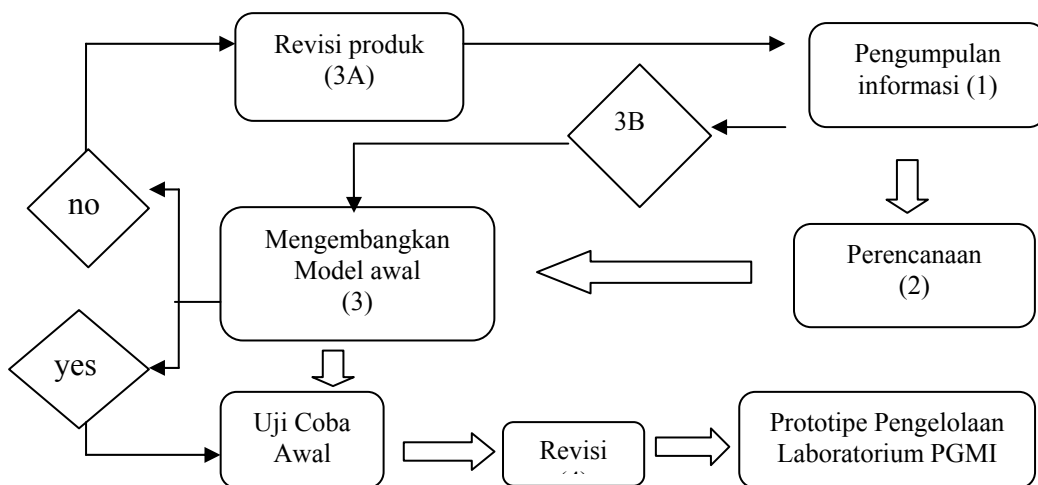 Revisi produk
(3A)
Pengumpulan
informasi (1)
3B
no
Mengembangkan
Model awal
(3)
Perencanaan
(2)
yes
Uji Coba
Awal
Revisi
Prototipe Pengelolaan
Laboratorium PGMI